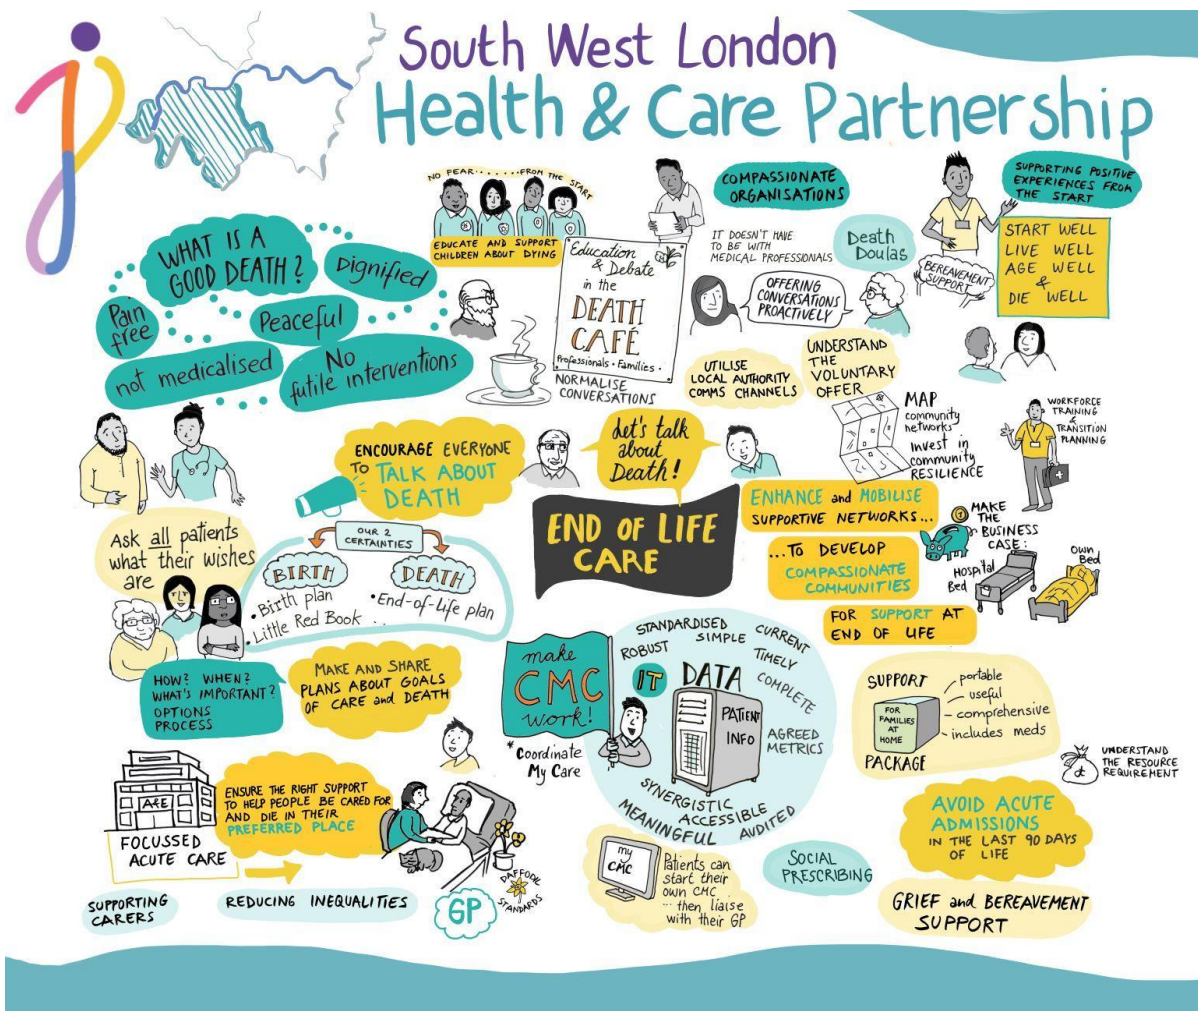 South West London
Health & Care Partnership
NO FEAR.......FROM THE START
EDUCATE AND SUPPORT
CHILDREN ABOUT DYING
COMPASSIONATE
ORGANISATIONS
SUPPORTING POSITIVE
EXPERIENCES FROM
THE START
WHAT IS A
GOOD DEATH?
Dignified
Pain
free
Peaceful
not medicalised
No
futile interventions
Education
& Debate
in the
DEATH
CAFÉ
Professionals • Families •
NORMALISE
CONVERSATIONS
IT DOESN'T HAVE
TO BE WITH
MEDICAL PROFESSIONALS
Death
Doulas
OFFERING
CONVERSATIONS
PROACTIVELY
BEREAVEMENT
SUPPORT
START WELL
LIVE WELL
AGE WELL
&
DIE WELL
UTILISE
LOCAL AUTHORITY
COMMS CHANNELS
UNDERSTAND
THE
VOLUNTARY
OFFER
MAP
community
networks
Invest in
community
RESILIENCE
WORKFORCE
TRAINING
&
TRANSITION
PLANNING
ENCOURAGE EVERYONE
TO TALK ABOUT
DEATH
Let's talk
about
Death!
END OF LIFE
CARE
ENHANCE and MOBILISE
SUPPORTIVE NETWORKS...
...TO DEVELOP
COMPASSIONATE
COMMUNITIES
FOR SUPPORT AT
END OF LIFE
MAKE
THE
BUSINESS
CASE:
Hospital
Bed
Own
Bed
Ask all patients
what their wishes
are
OUR 2
CERTAINTIES
BIRTH
• Birth plan
• Little Red Book ...
DEATH
• End-of-Life plan
HOW? WHEN?
WHAT'S IMPORTANT?
OPTIONS
PROCESS
MAKE AND SHARE
PLANS ABOUT GOALS
OF CARE and DEATH
make
CMC
work!
* Coordinate
My Care
IT DATA
STANDARDISED
ROBUST
SIMPLE
CURRENT
TIMELY
COMPLETE
PATIENT
INFO
AGREED
METRICS
SYNERGISTIC
ACCESSIBLE
MEANINGFUL
AUDITED
SUPPORT
FOR
FAMILIES
AT
HOME
PACKAGE
portable
useful
comprehensive
includes meds
£
UNDERSTAND
THE RESOURCE
REQUIREMENT
A&E
FOCUSSED
ACUTE CARE
ENSURE THE RIGHT SUPPORT
TO HELP PEOPLE BE CARED FOR
AND DIE IN THEIR
PREFERRED PLACE
DAFFODIL
STANDARDS
AVOID ACUTE
ADMISSIONS
IN THE LAST 90 DAYS
OF LIFE
my
CMC
Patients can
start their
own CMC
... then liaise
with their GP
SOCIAL
PRESCRIBING
SUPPORTING
CARERS
REDUCING INEQUALITIES
GP
GRIEF and BEREAVEMENT
SUPPORT